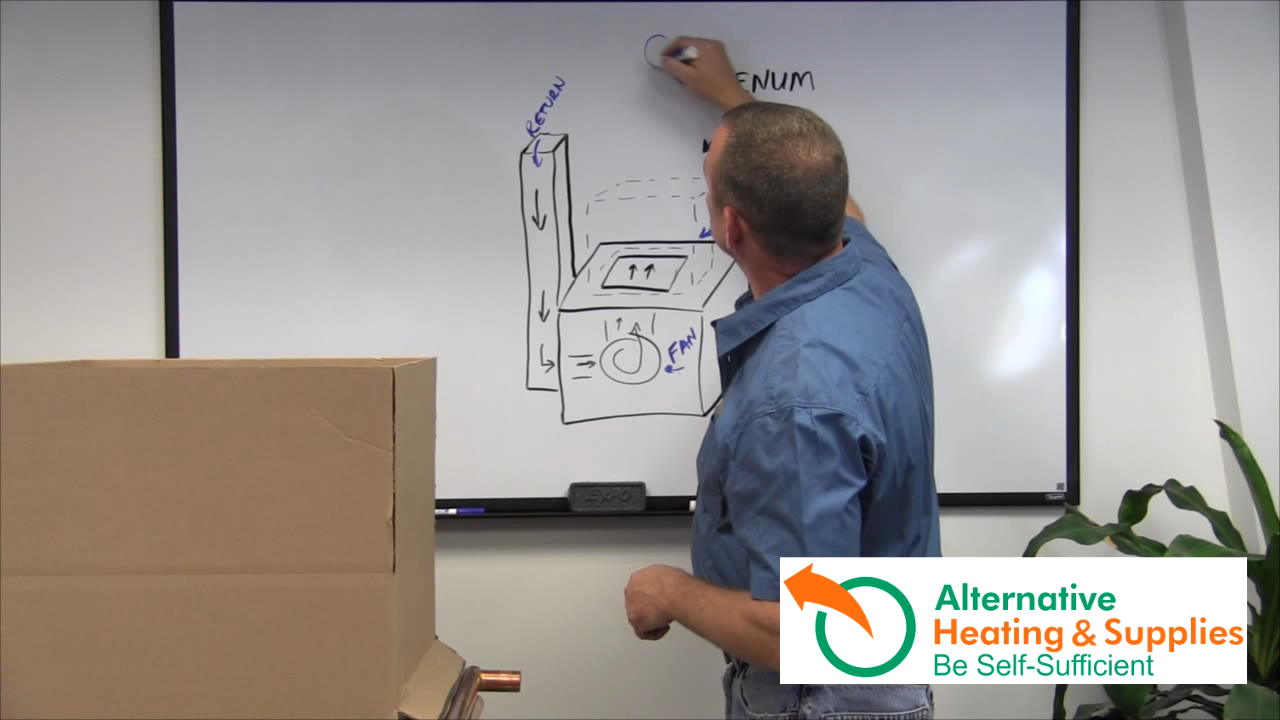 ENUM
RETURN
FAN
EXPO
Alternative
Heating & Supplies
Be Self-Sufficient